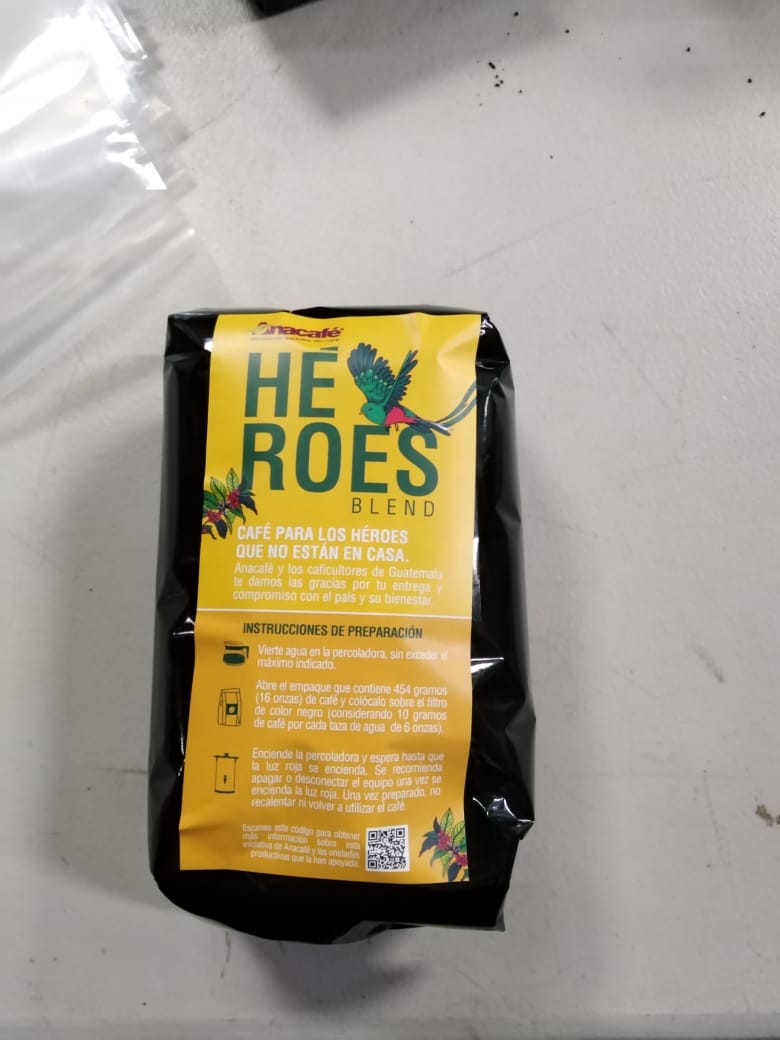 Anacafé
HÉ
ROES
BLEND
CAFÉ PARA LOS HÉROES
QUE NO ESTÁN EN CASA.
Anacafé y los caficultores de Guatemala
te damos las gracias por tu entrega y
compromiso con el país y su bienestar.
INSTRUCCIONES DE PREPARACIÓN
Vierte agua en la percoladora, sin exceder el
máximo indicado.
Abre el empaque que contiene 454 gramos
(16 onzas) de café y colócalo sobre el filtro
de color negro (considerando 10 gramos
de café por cada taza de agua de 6 onzas).
Enciende la percoladora y espera hasta que
la luz roja se encienda. Se recomienda
apagar o desconectar el equipo una vez se
encienda la luz roja. Una vez preparado, no
recalentar ni volver a utilizar el café.
Escanea este código para obtener
más información sobre esta
iniciativa de Anacafé y las unidades
productivas que la han apoyado.